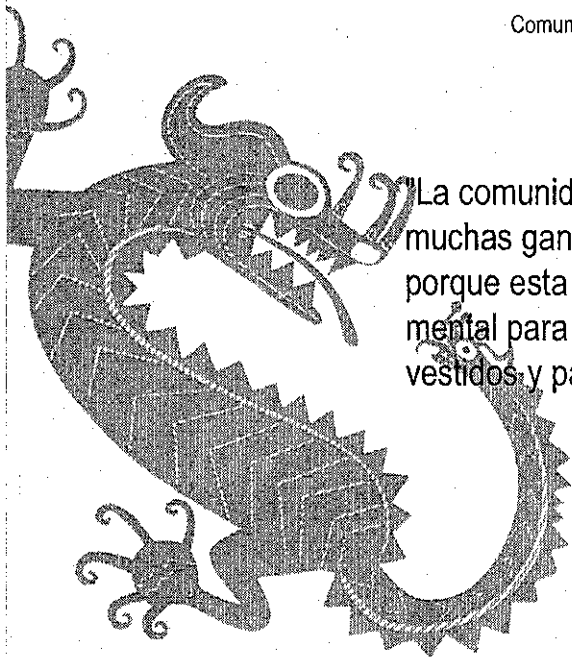 Comun
"La comunid
muchas gan
porque esta
mental para
vestidos y pa